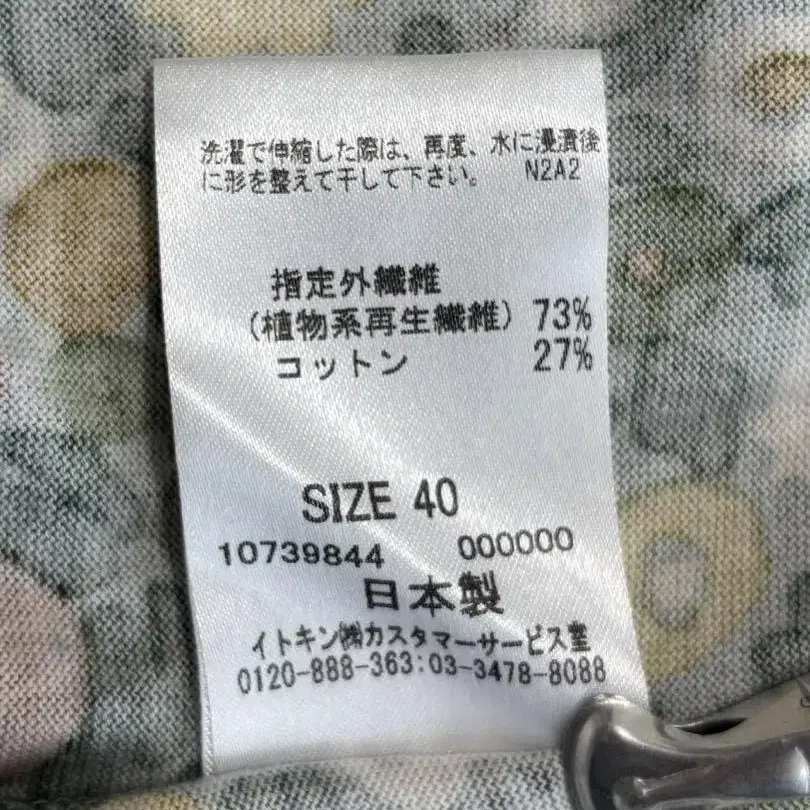 洗濯で伸縮した際は、再度、水に浸漬後
に形を整えて干して下さい。 N2A2
指定外繊維
(植物系再生繊維) 73%
コットン 27%
SIZE 40
10739844 000000
日本製
イトキン㈱カスタマーサービス室
0120-888-363:03-3478-8088